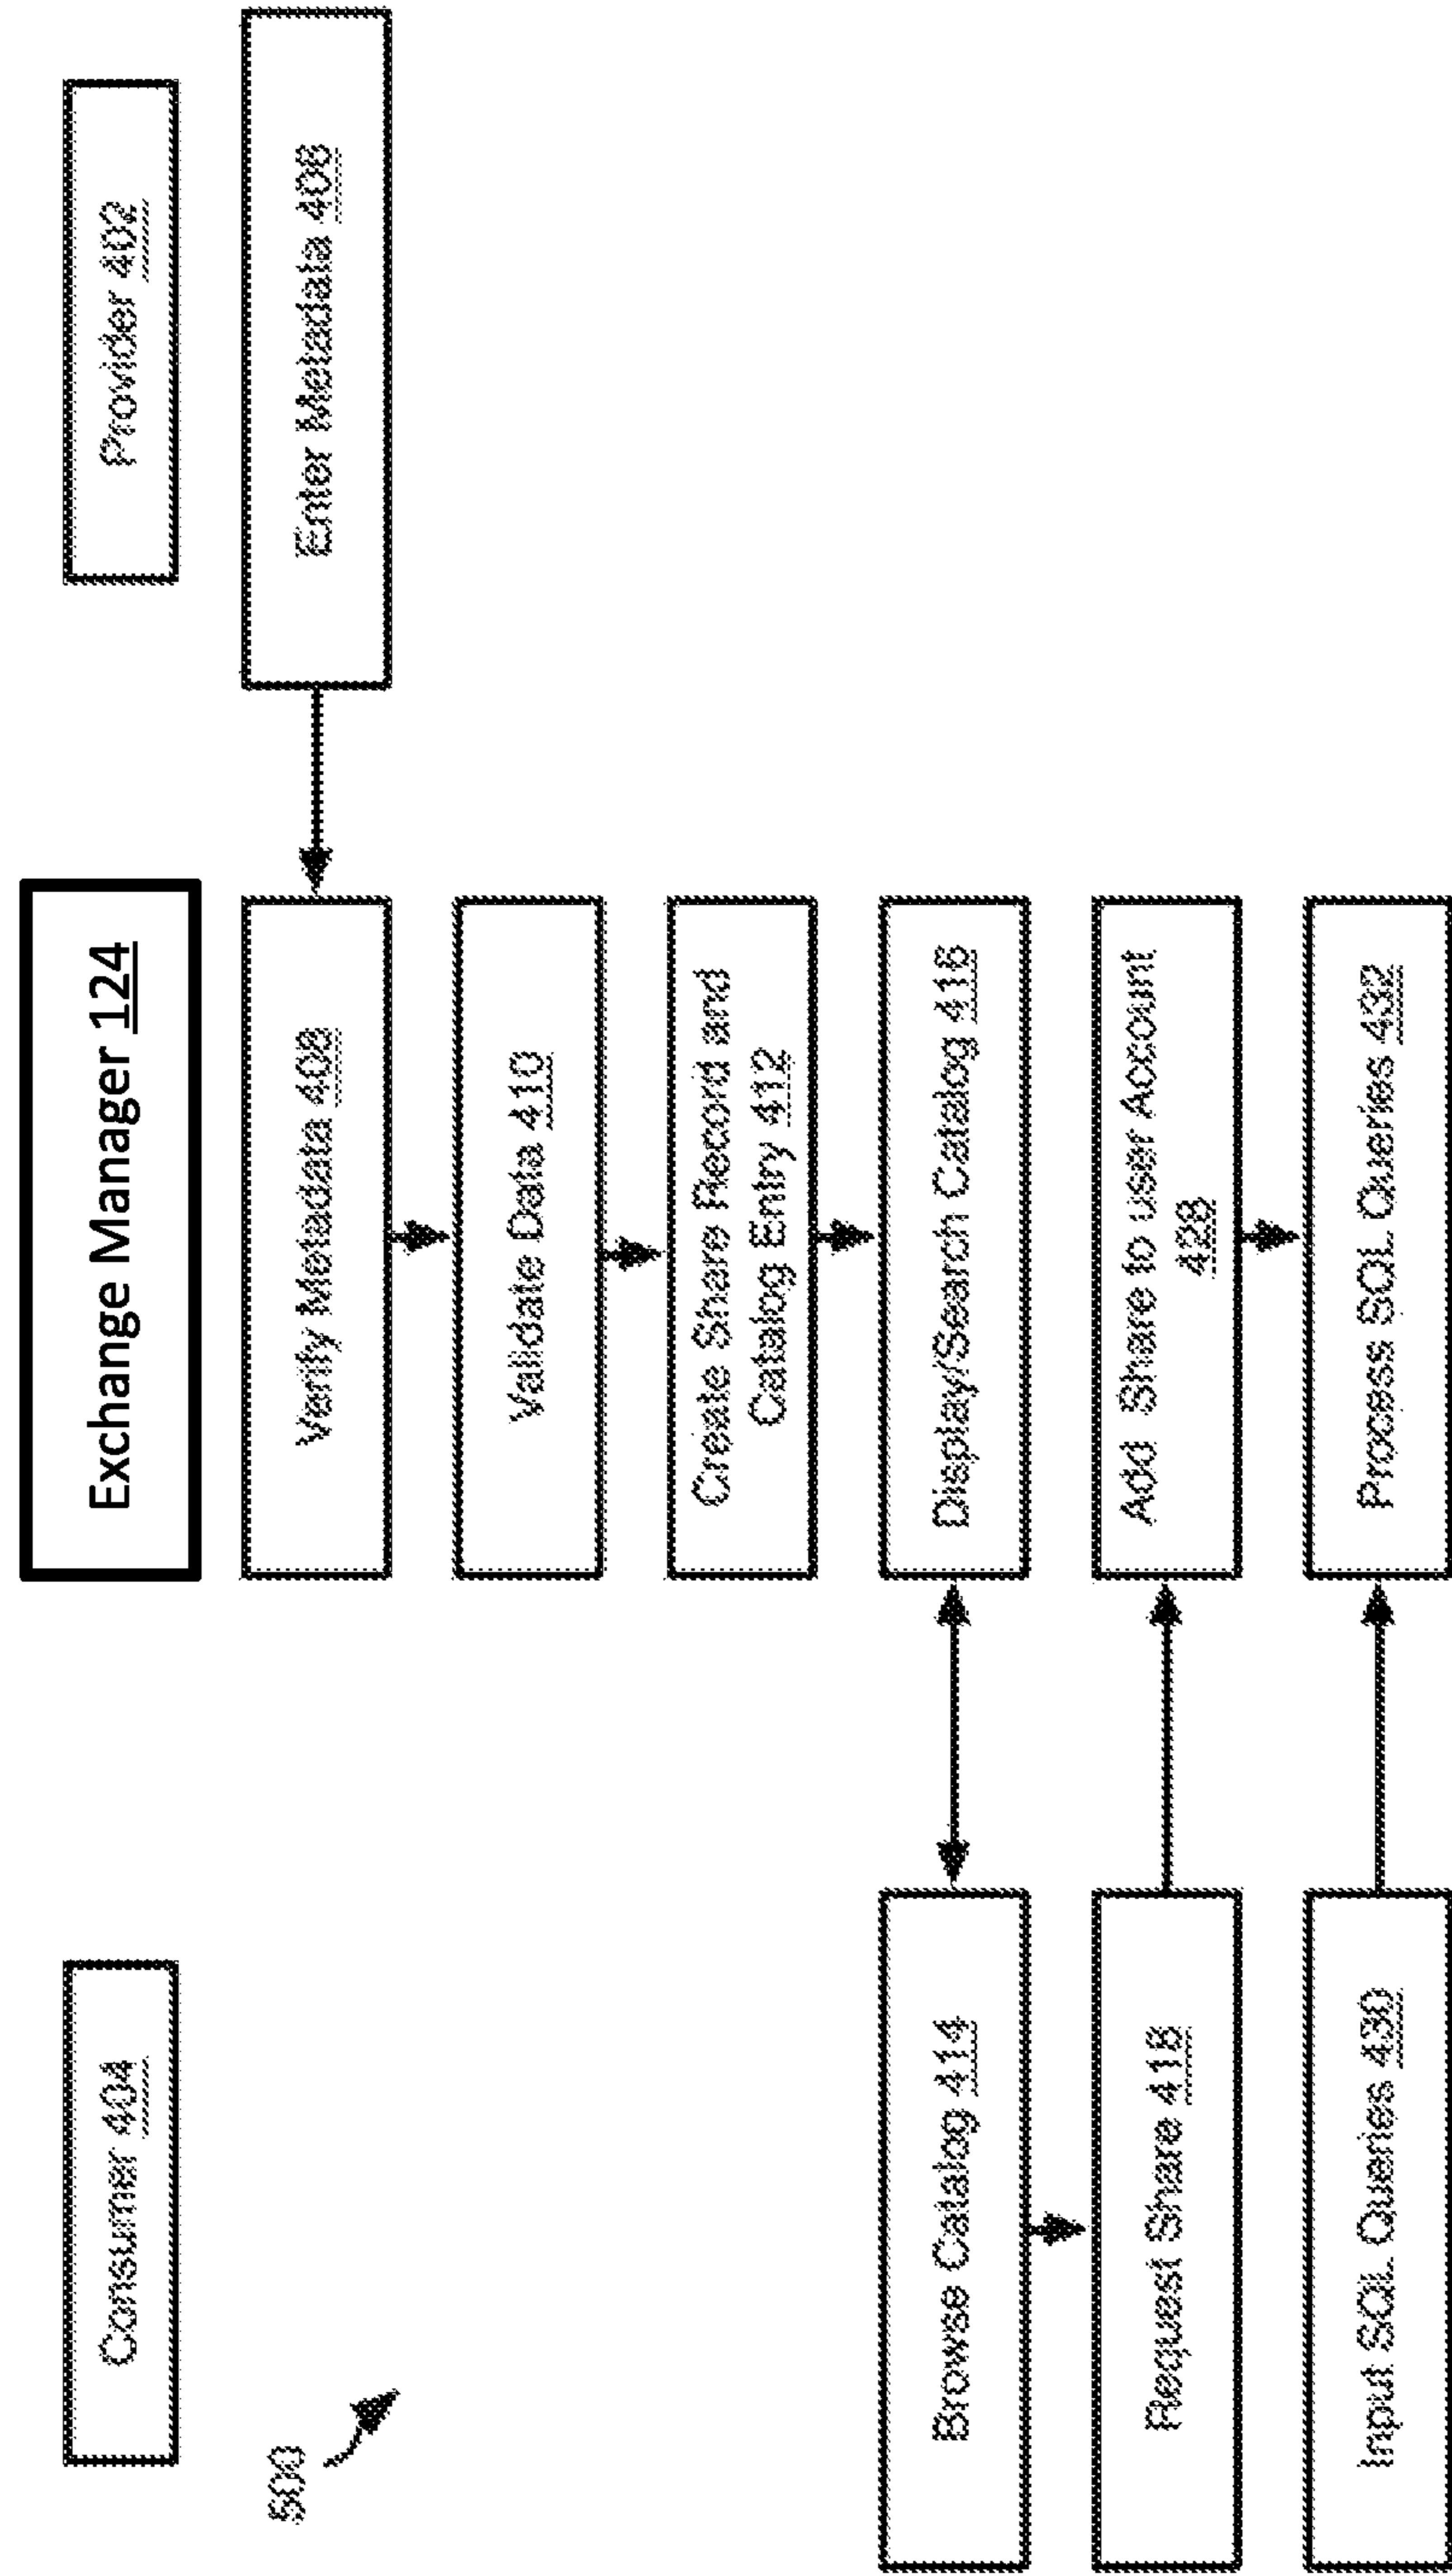 Consumer 404
Exchange Manager 124
Provider 402
500
Verify Metadata 408
Enter Metadata 406
Validate Data 410
Create Share Record and
Catalog Entry 412
Browse Catalog 414
Display/Search Catalog 416
Request Share 418
Add Share to user Account
428
Input SQL Queries 430
Process SQL Queries 432